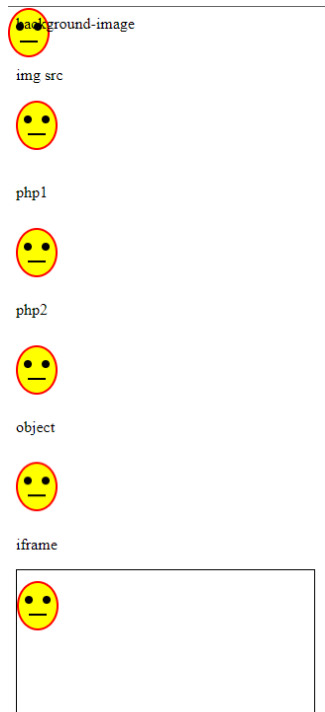 background-image
img src
php1
php2
object
iframe